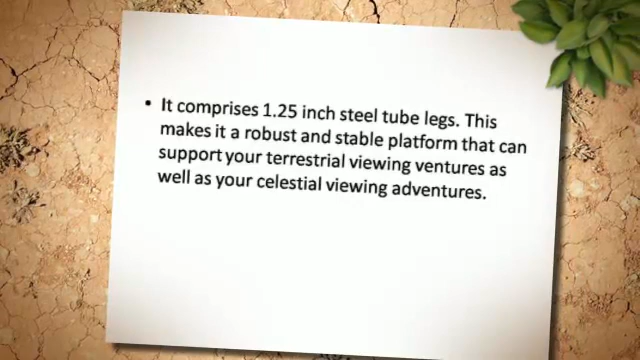 • It comprises 1.25 inch steel tube legs. This
makes it a robust and stable platform that can
support your terrestrial viewing ventures as
well as your celestial viewing adventures.